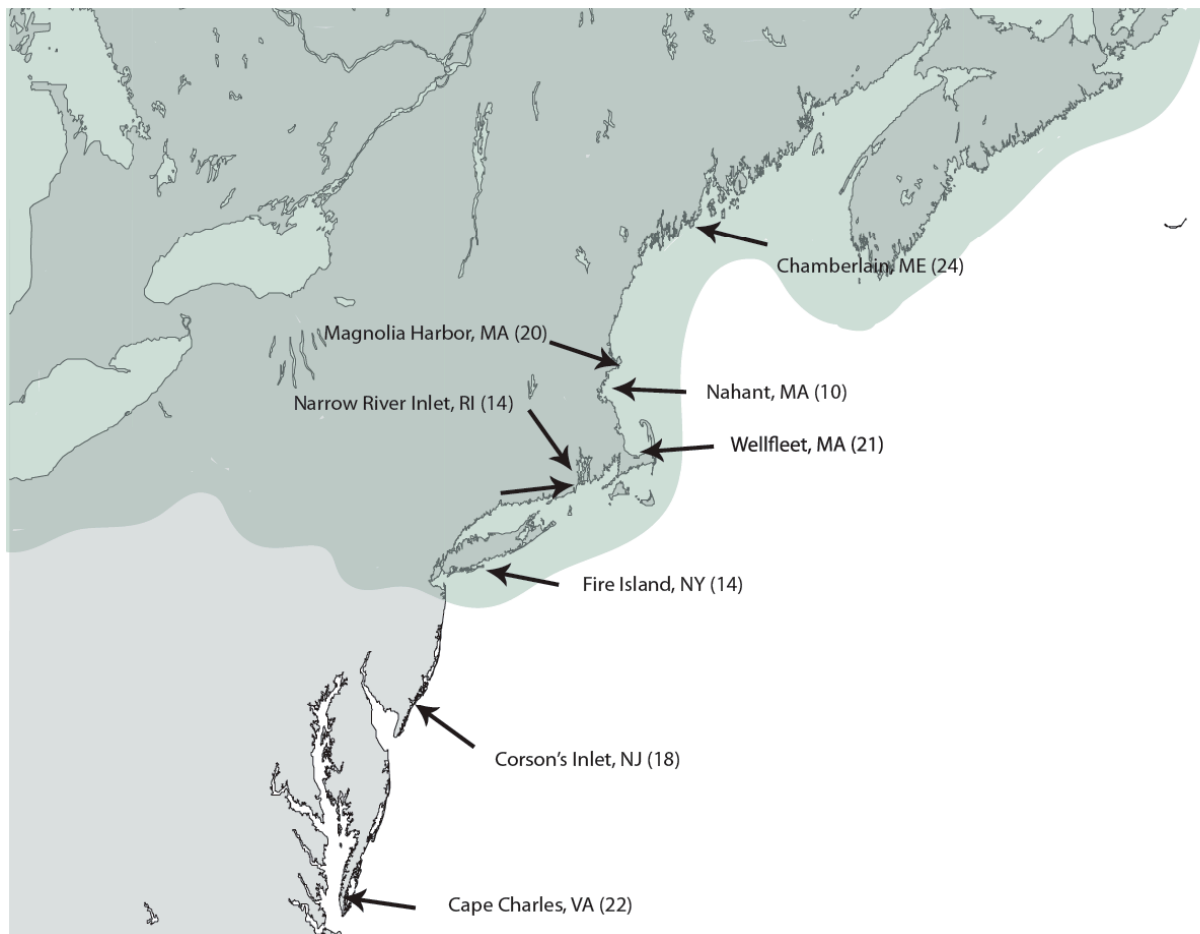 Chamberlain, ME (24)
Magnolia Harbor, MA (20)
Nahant, MA (10)
Narrow River Inlet, RI (14)
Wellfleet, MA (21)
Fire Island, NY (14)
Corson's Inlet, NJ (18)
Cape Charles, VA (22)